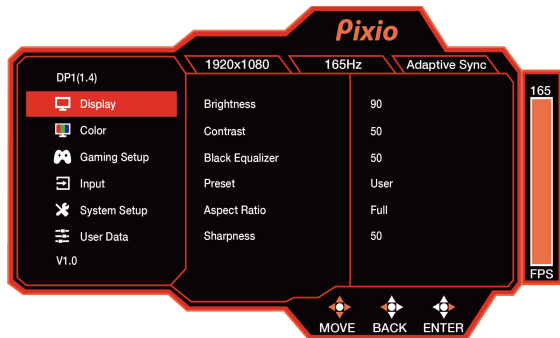 Pixio
1920x1080 165Hz Adaptive Sync
DP1(1.4)
165
Display
Brightness 90
Color
Contrast 50
Gaming Setup
Black Equalizer 50
Input
Preset User
System Setup
Aspect Ratio Full
User Data
Sharpness 50
V1.0
FPS
MOVE BACK ENTER